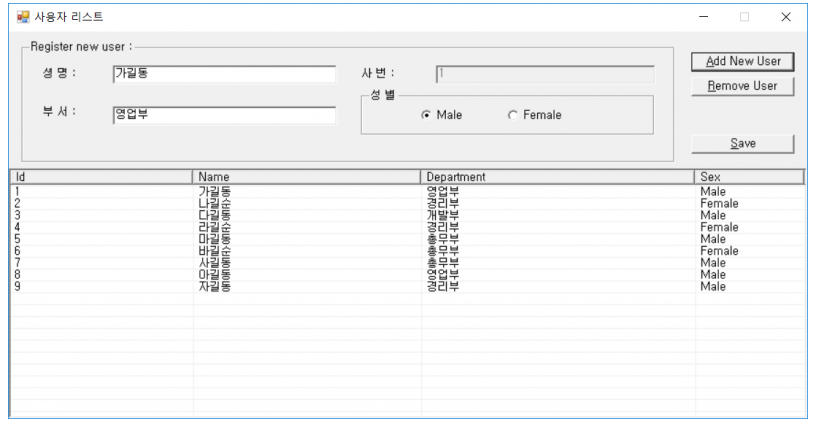 사용자 리스트
Register new user :
성 명 : 가길동 사 번 : 1
Add New User
Remove User
성 별
부 서 : 영업부 Male Female
Save
Id Name Department Sex
1 가길동 영업부 Male
2 나길순 경리부 Female
3 다길동 개발부 Male
4 라길순 경리부 Female
5 마길동 총무부 Male
6 바길순 총무부 Female
7 사길동 총무부 Male
8 아길동 영업부 Male
9 자길동 경리부 Male